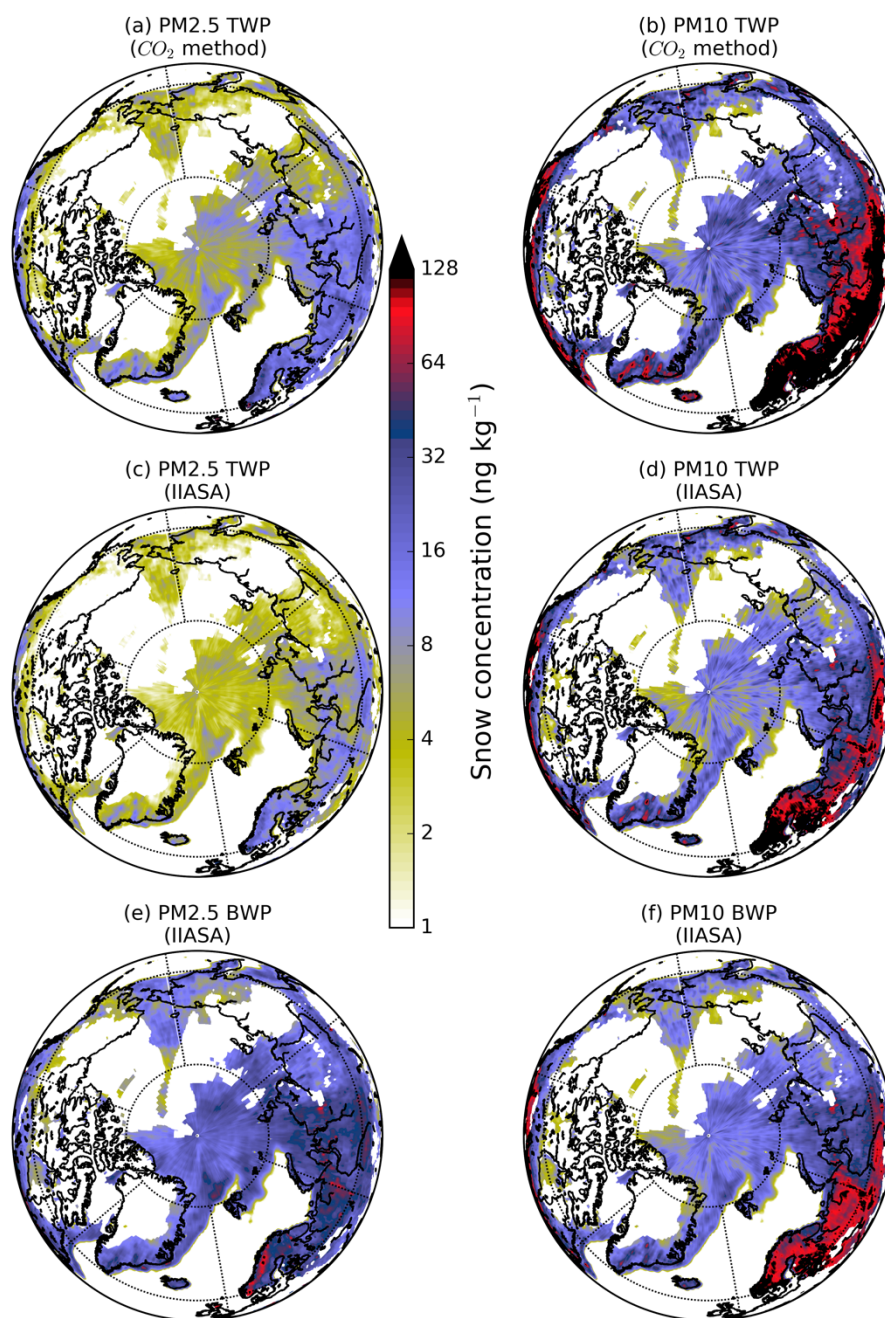 (a) PM2.5 TWP
(CO₂ method)
(b) PM10 TWP
(CO₂ method)
128
64
32
16
8
4
2
1
Snow concentration (ng kg⁻¹)
(c) PM2.5 TWP
(IIASA)
(d) PM10 TWP
(IIASA)
(e) PM2.5 BWP
(IIASA)
(f) PM10 BWP
(IIASA)